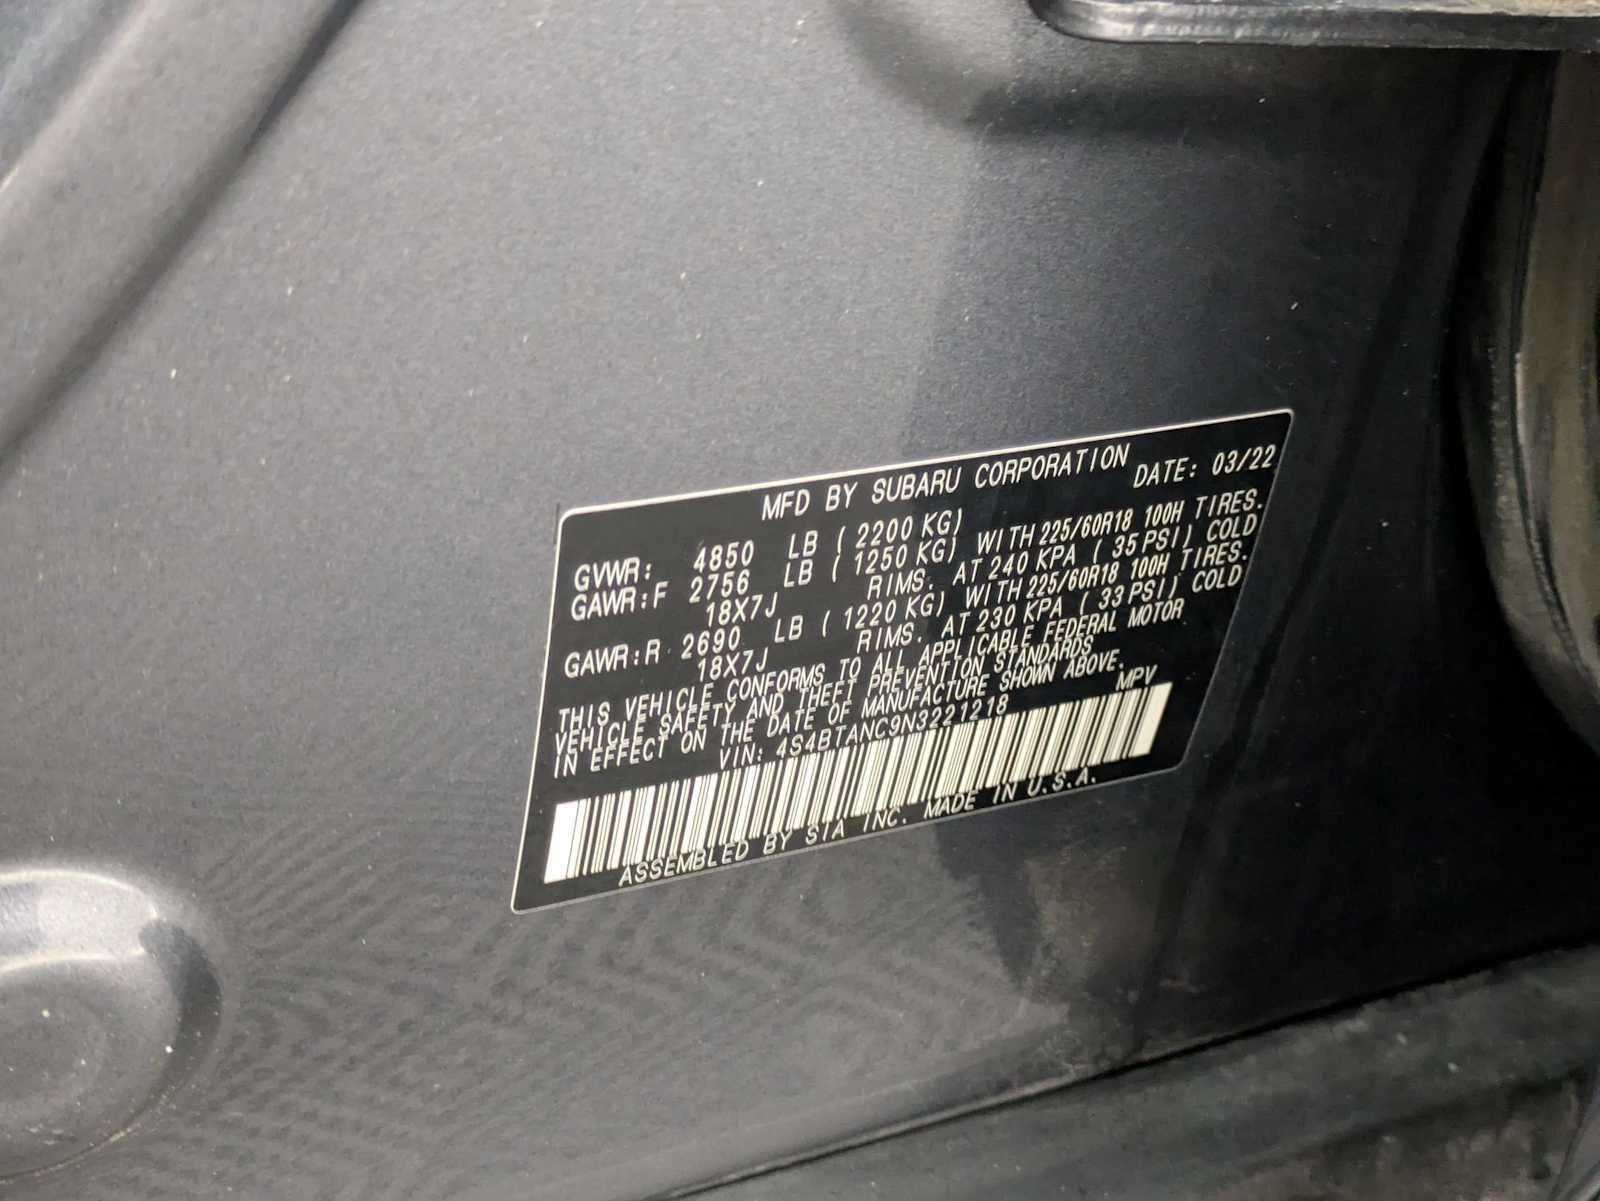 MFD BY SUBARU CORPORATION
DATE: 03/22
GVWR: 4850 LB (2200 KG)
GAWR:F 2756 LB (1250 KG) WITH 225/60R18 100H TIRES.
18X7J RIMS. AT 240 KPA (35 PSI) COLD
GAWR:R 2690 LB (1220 KG) WITH 225/60R18 100H TIRES.
18X7J RIMS. AT 230 KPA (33 PSI) COLD
THIS VEHICLE CONFORMS TO ALL APPLICABLE FEDERAL MOTOR
VEHICLE SAFETY AND THEFT PREVENTION STANDARDS
IN EFFECT ON THE DATE OF MANUFACTURE SHOWN ABOVE.
VIN: 4S4BTANC9N3221218 MPV
ASSEMBLED BY SIA INC. MADE IN U.S.A.